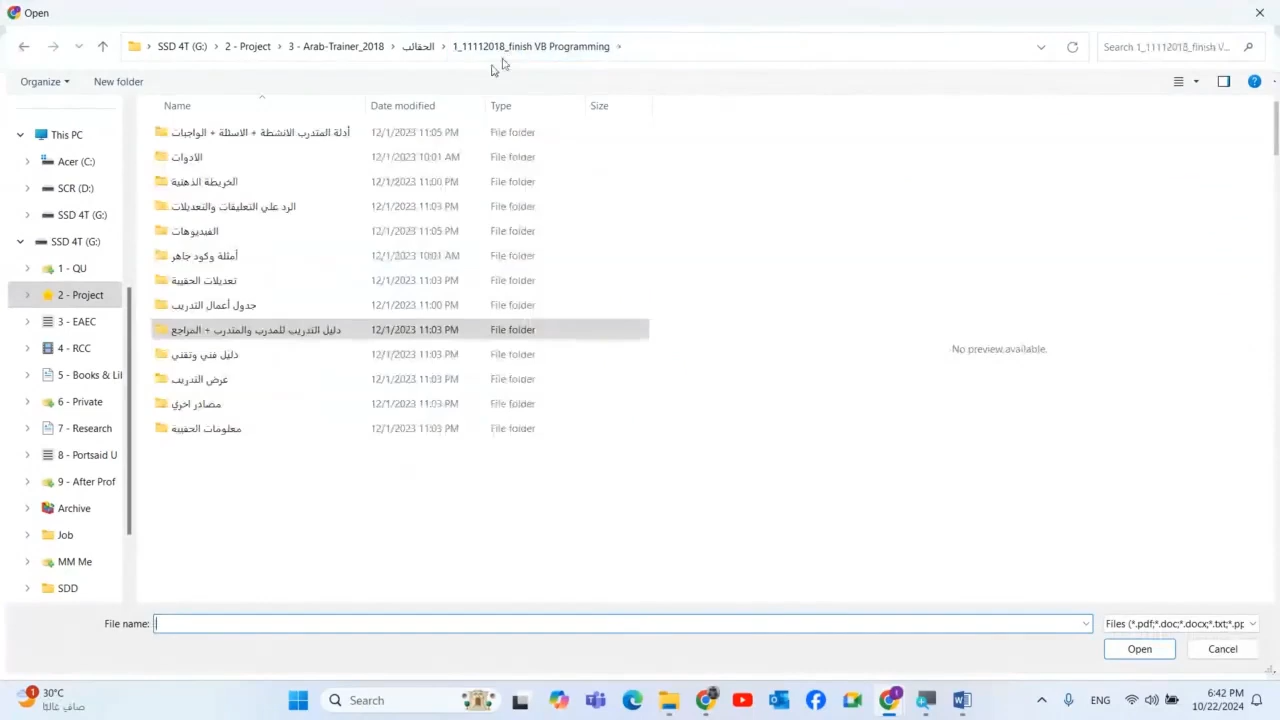 Open
SSD 4T (G:) 2 - Project 3 - Arab-Trainer_2018 الحقائب 1_11112018_finish VB Programming
Search 1_11112018_finish V...
Organize New folder
Name Date modified Type Size
This PC
Acer (C:)
SCR (D:)
SSD 4T (G:)
SSD 4T (G:)
1 - QU
2 - Project
3 - EAEC
4 - RCC
5 - Books & Lil
6 - Private
7 - Research
8 - Portsaid U
9 - After Prof
Archive
Job
MM Me
SDD
أدلة المتدرب الانشطة + الاسئلة + الواجبات 12/1/2023 11:05 PM File folder
الأدوات 12/1/2023 10:01 AM File folder
الخريطة الذهنية 12/1/2023 11:00 PM File folder
الرد علي التعليقات والتعديلات 12/1/2023 11:03 PM File folder
الفيديوهات 12/1/2023 11:05 PM File folder
أمثلة وكود جاهز 12/1/2023 10:01 AM File folder
تعديلات الحقيبة 12/1/2023 11:03 PM File folder
جدول أعمال التدريب 12/1/2023 11:00 PM File folder
دليل التدريب للمدرب والمتدرب + المراجع 12/1/2023 11:03 PM File folder
دليل فني وتقني 12/1/2023 11:03 PM File folder
عرض التدريب 12/1/2023 11:03 PM File folder
مصادر اخري 12/1/2023 11:03 PM File folder
معلومات الحقيبة 12/1/2023 11:03 PM File folder
No preview available.
File name:
Files (*.pdf;*.doc;*.docx;*.txt;*.pp
Open Cancel
1
30°C
صافٍ غالبًا
Search
ENG
6:42 PM
10/22/2024